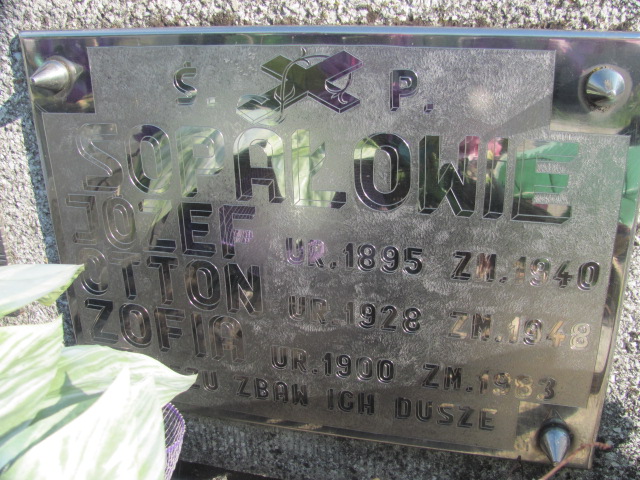 Ś. P.
SOPAŁOWIE
JÓZEF UR. 1895 ZM. 1940
OTTON UR. 1928 ZM. 1948
ZOFIA UR. 1900 ZM. 1983
ZBAW ICH DUSZE